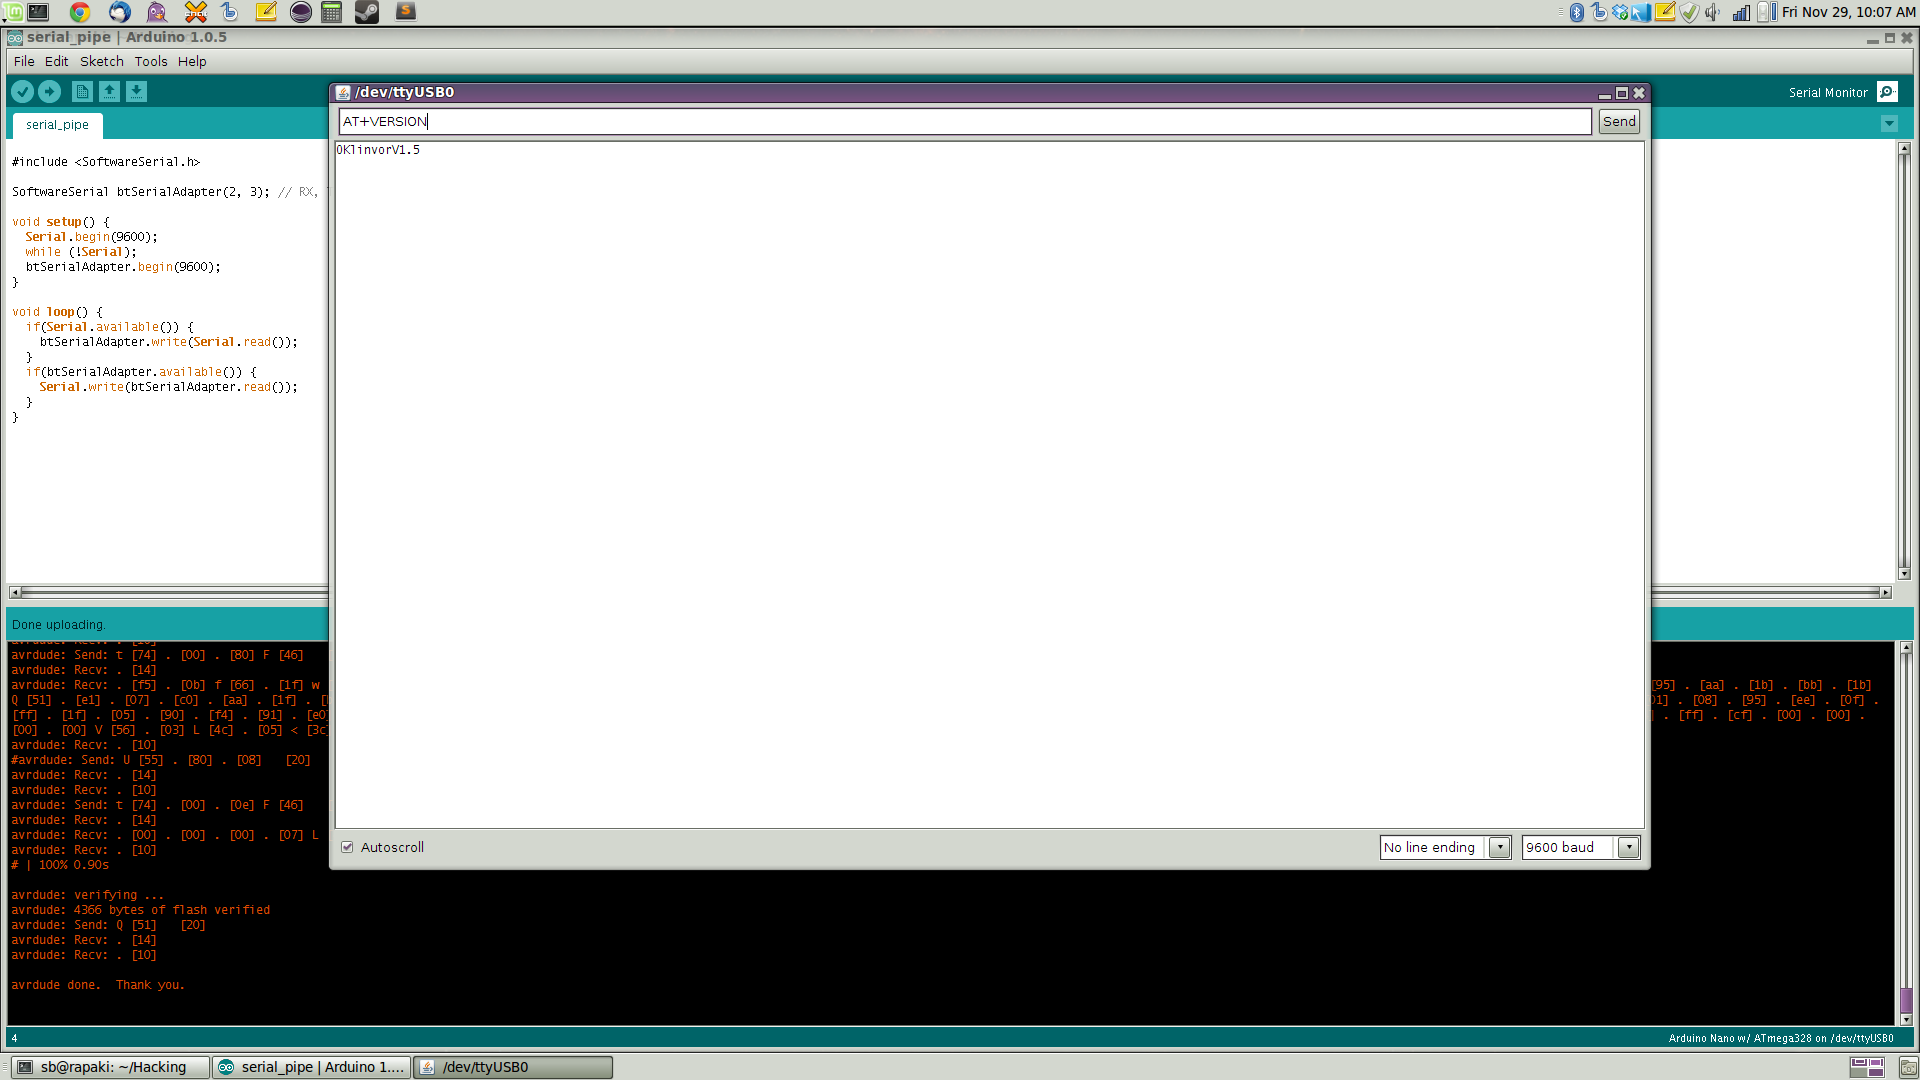 Fri Nov 29, 10:07 AM
serial_pipe | Arduino 1.0.5
File Edit Sketch Tools Help
Serial Monitor
serial_pipe
#include <SoftwareSerial.h>
SoftwareSerial btSerialAdapter(2, 3); // RX,
void setup() {
Serial.begin(9600);
while (!Serial);
btSerialAdapter.begin(9600);
}
void loop() {
if(Serial.available()) {
btSerialAdapter.write(Serial.read());
}
if(btSerialAdapter.available()) {
Serial.write(btSerialAdapter.read());
}
}
/dev/ttyUSB0
AT+VERSION
Send
OKlinvorV1.5
Autoscroll
No line ending
9600 baud
Done uploading.
avrdude: Send: t [74] . [00] . [80] F [46]
avrdude: Recv: . [14]
avrdude: Recv: . [f5] . [0b] f [66] . [1f] w [95] . [aa] . [1b] . [bb] . [1b]
Q [51] . [e1] . [07] . [c0] . [aa] . [1f] . . [08] . [95] . [ee] . [0f] .
[ff] . [1f] . [05] . [90] . [f4] . [91] . [e0] . [ff] . [cf] . [00] . [00] .
[00] . [00] V [56] . [03] L [4c] . [05] < [3c]
avrdude: Recv: . [10]
#avrdude: Send: U [55] . [80] . [08]   [20]
avrdude: Recv: . [14]
avrdude: Recv: . [10]
avrdude: Send: t [74] . [00] . [0e] F [46]
avrdude: Recv: . [14]
avrdude: Recv: . [00] . [00] . [00] . [07] L
avrdude: Recv: . [10]
# | 100% 0.90s
avrdude: verifying ...
avrdude: 4366 bytes of flash verified
avrdude: Send: Q [51]   [20]
avrdude: Recv: . [14]
avrdude: Recv: . [10]
avrdude done.  Thank you.
4
Arduino Nano w/ ATmega328 on /dev/ttyUSB0
sb@rapaki: ~/Hacking
serial_pipe | Arduino 1....
/dev/ttyUSB0